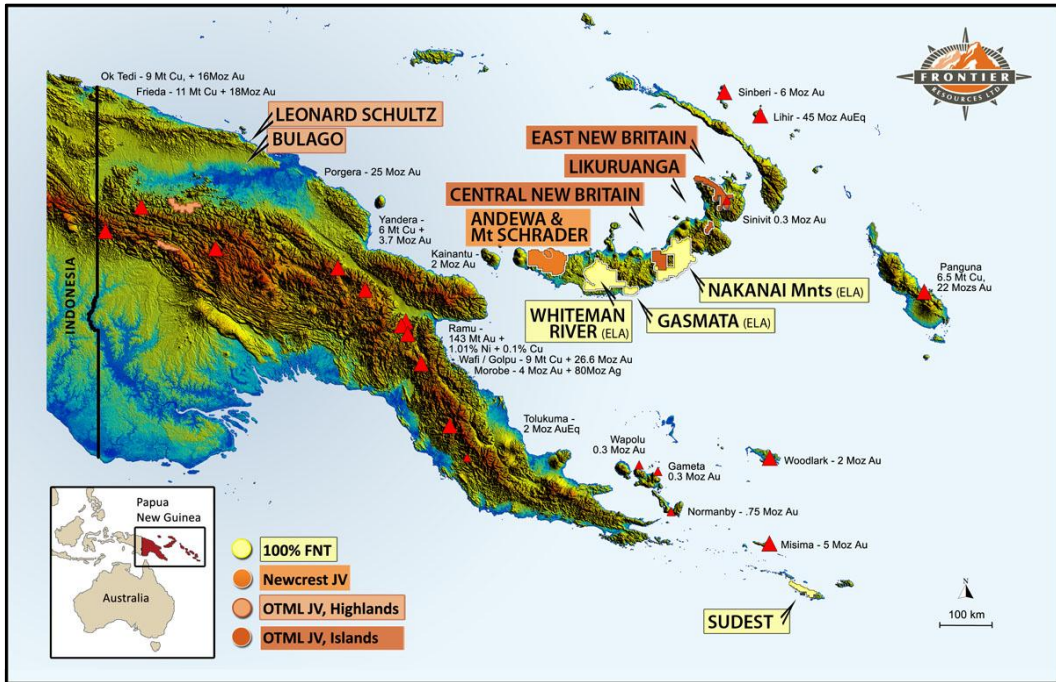 Ok Tedi - 9 Mt Cu, + 16Moz Au
Frieda - 11 Mt Cu + 18Moz Au
LEONARD SCHULTZ
BULAGO
Porgera - 25 Moz Au
Yandera -
6 Mt Cu +
3.7 Moz Au
Kainantu -
2 Moz Au
EAST NEW BRITAIN
LIKURUANGA
CENTRAL NEW BRITAIN
ANDEWA &
Mt SCHRADER
FRONTIER
RESOURCES LTD
Sinberi - 6 Moz Au
Lihir - 45 Moz AuEq
Sinivit 0.3 Moz Au
Panguna
6.5 Mt Cu,
22 Mozs Au
NAKANAI Mnts (ELA)
WHITEMAN
RIVER (ELA)
GASMATA (ELA)
INDONESIA
Ramu -
143 Mt Au +
1.01% Ni + 0.1% Cu
Wafi / Golpu - 9 Mt Cu + 26.6 Moz Au
Morobe - 4 Moz Au + 80Moz Ag
Tolukuma -
2 Moz AuEq
Wapolu
0.3 Moz Au
Gameta
0.3 Moz Au
Woodlark - 2 Moz Au
Normanby - .75 Moz Au
Misima - 5 Moz Au
SUDEST
Papua
New Guinea
Australia
100% FNT
Newcrest JV
OTML JV, Highlands
OTML JV, Islands
N
100 km